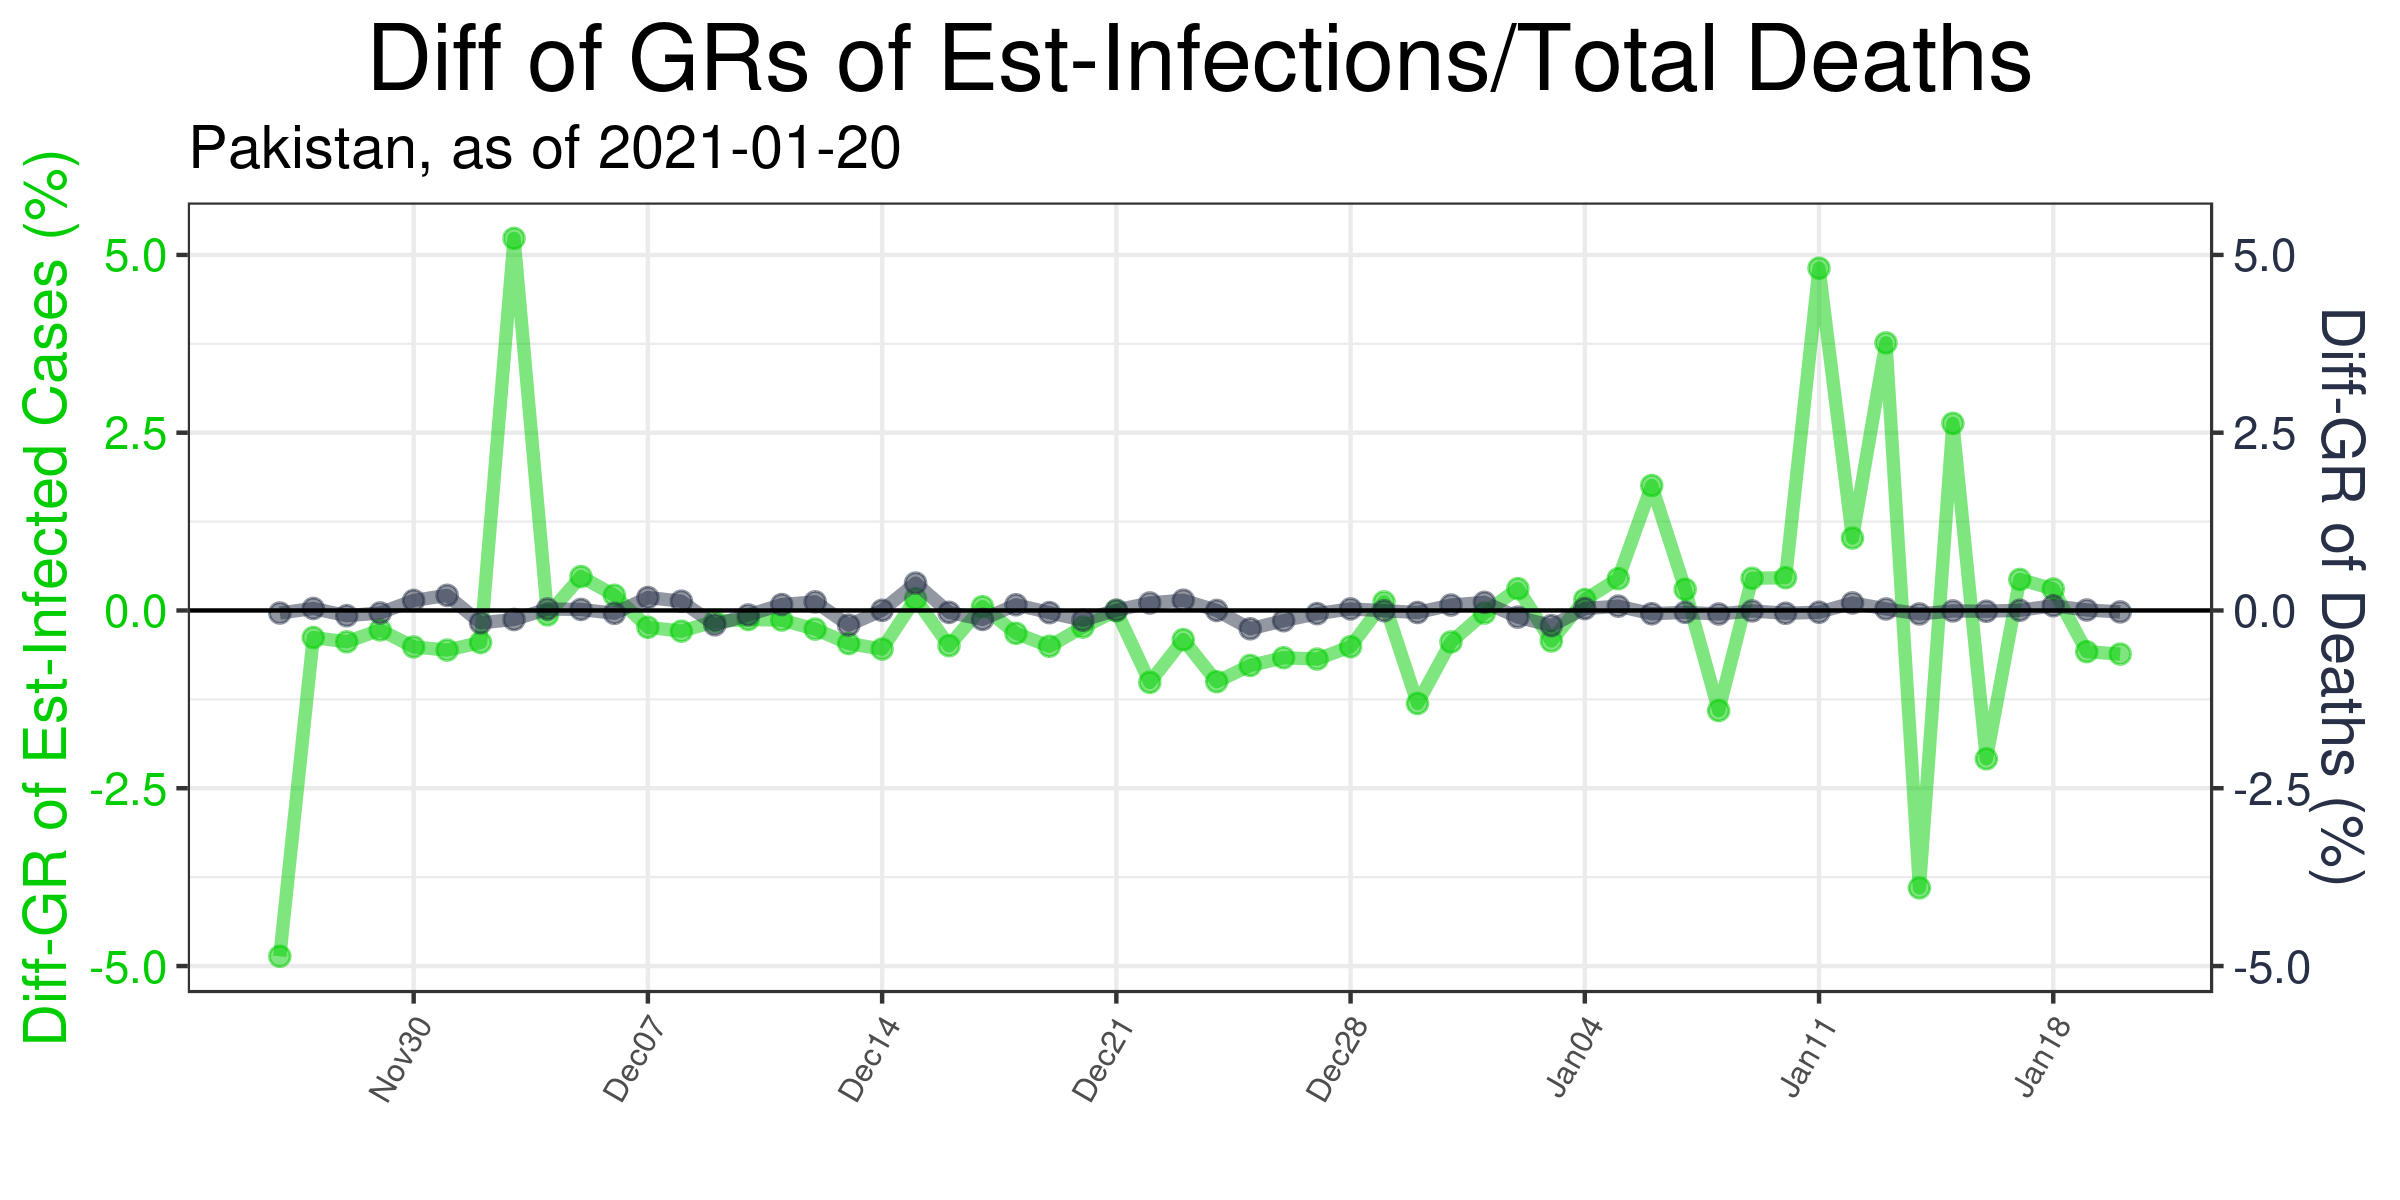 Diff of GRs of Est-Infections/Total Deaths
Pakistan, as of 2021-01-20
Diff-GR of Est-Infected Cases (%)
5.0
2.5
0.0
-2.5
-5.0
5.0
2.5
0.0
-2.5
-5.0
Diff-GR of Deaths (%)
Nov30
Dec07
Dec14
Dec21
Dec28
Jan04
Jan11
Jan18